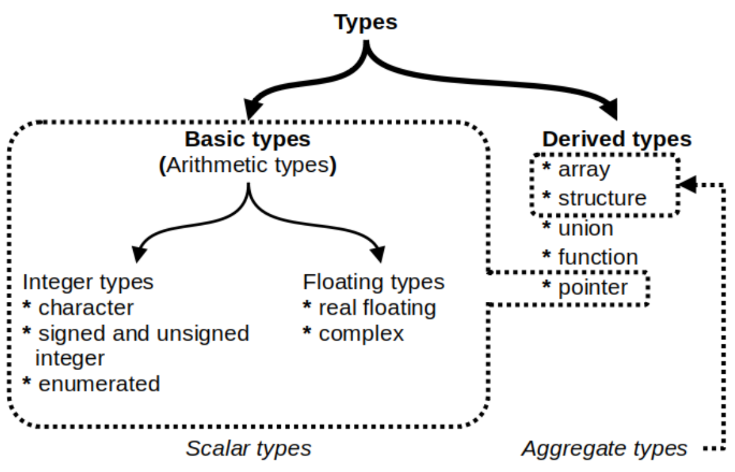 Types
Basic types
(Arithmetic types)
Integer types
* character
* signed and unsigned
integer
* enumerated
Floating types
* real floating
* complex
Derived types
* array
* structure
* union
* function
* pointer
Scalar types
Aggregate types